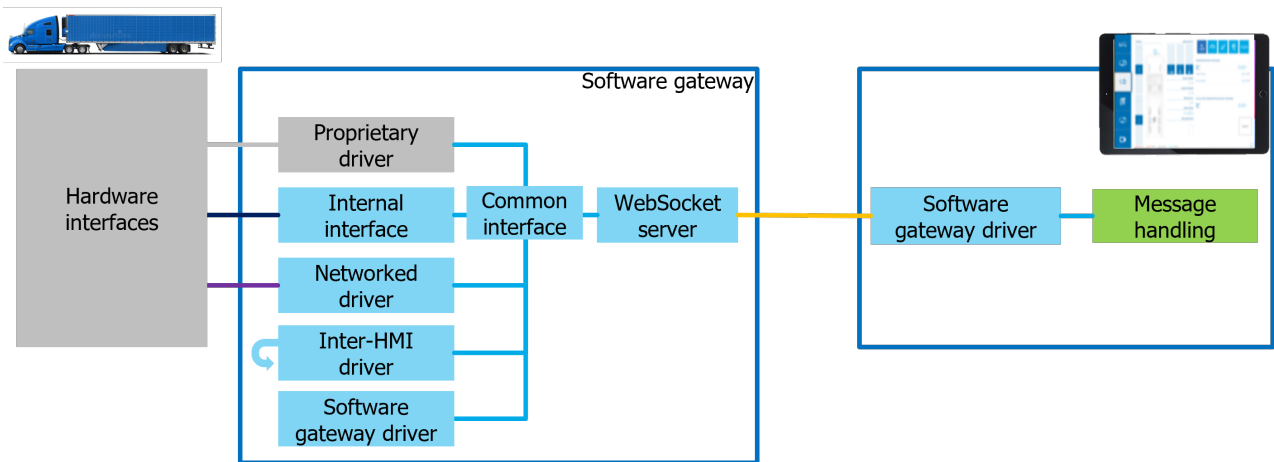 Software gateway
Hardware
interfaces
Proprietary
driver
Internal
interface
Common
interface
WebSocket
server
Networked
driver
Inter-HMI
driver
Software
gateway driver
Software
gateway driver
Message
handling